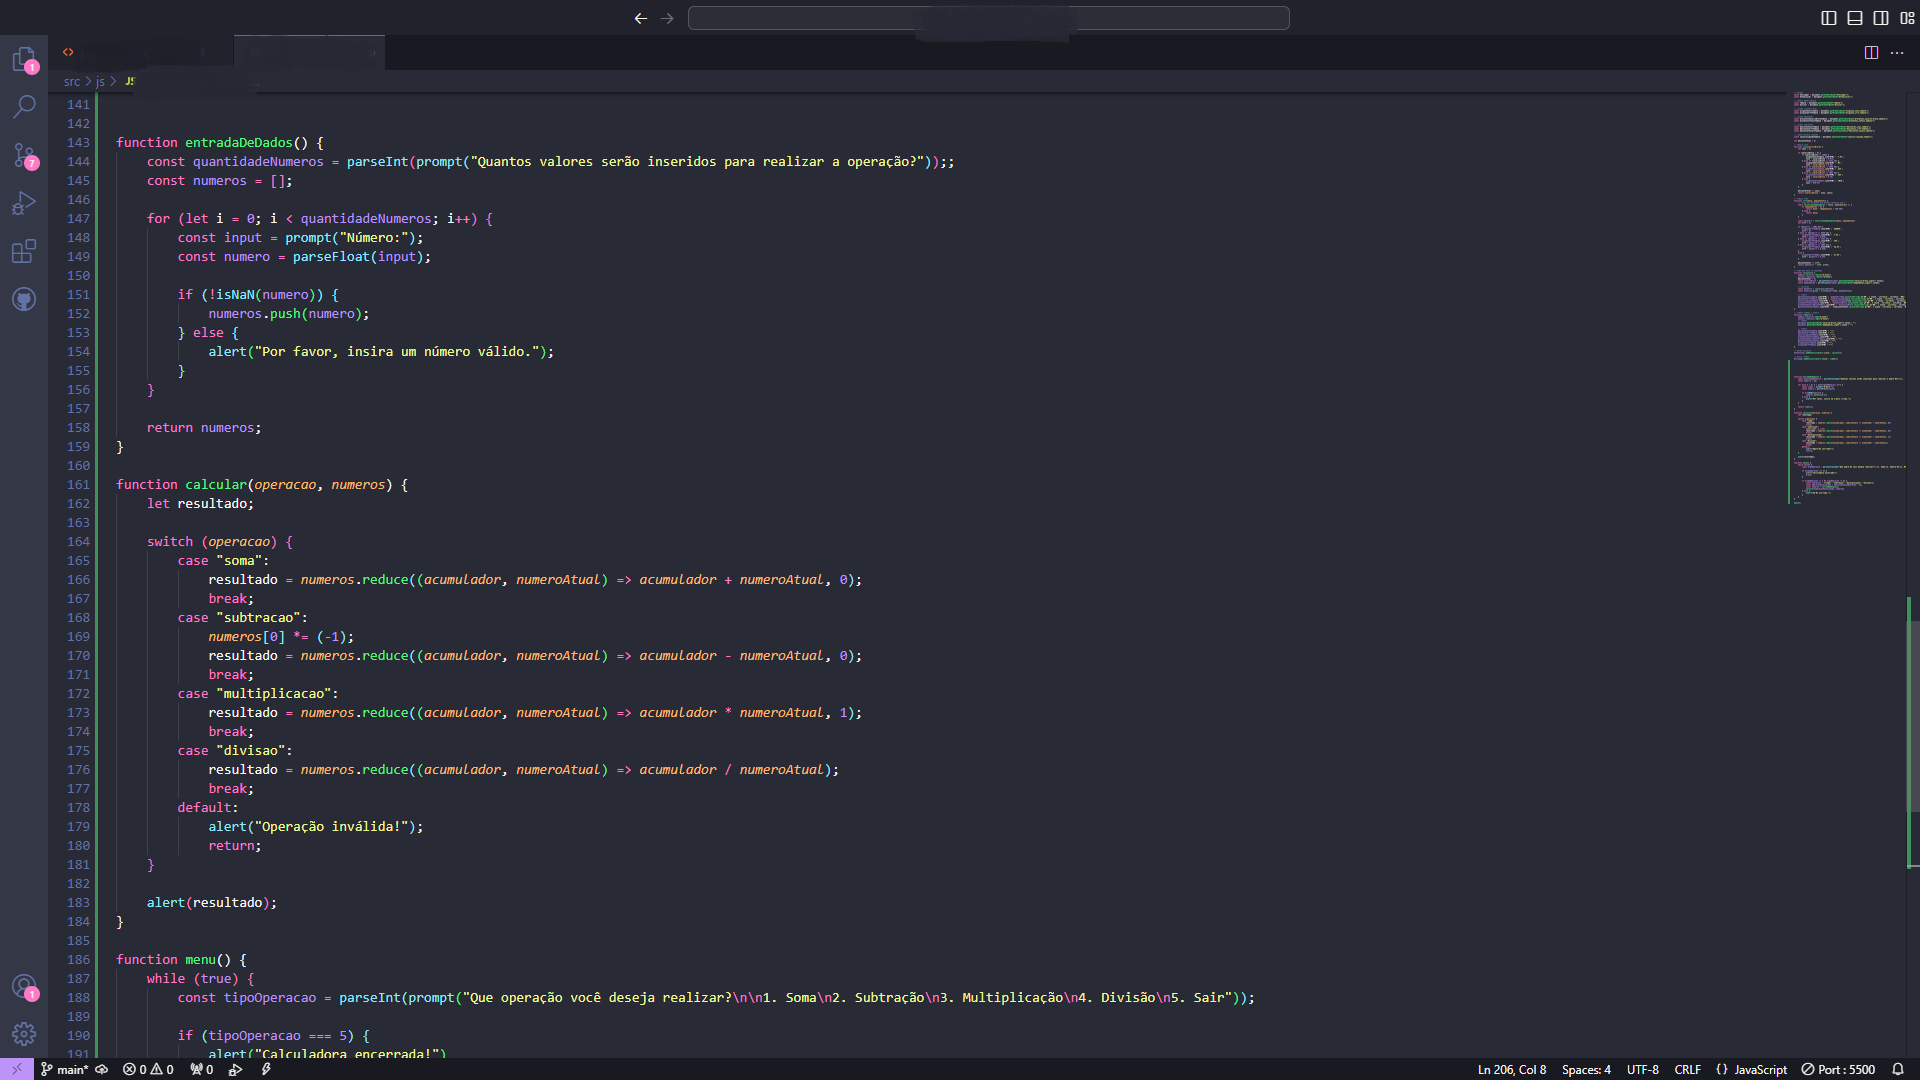 src > js > JS
141
142
143 function entradaDeDados() {
144 const quantidadeNumeros = parseInt(prompt("Quantos valores serão inseridos para realizar a operação?"));;
145 const numeros = [];
146
147 for (let i = 0; i < quantidadeNumeros; i++) {
148 const input = prompt("Número:");
149 const numero = parseFloat(input);
150
151 if (!isNaN(numero)) {
152 numeros.push(numero);
153 } else {
154 alert("Por favor, insira um número válido.");
155 }
156 }
157
158 return numeros;
159 }
160
161 function calcular(operacao, numeros) {
162 let resultado;
163
164 switch (operacao) {
165 case "soma":
166 resultado = numeros.reduce((acumulador, numeroAtual) => acumulador + numeroAtual, 0);
167 break;
168 case "subtracao":
169 numeros[0] *= (-1);
170 resultado = numeros.reduce((acumulador, numeroAtual) => acumulador - numeroAtual, 0);
171 break;
172 case "multiplicacao":
173 resultado = numeros.reduce((acumulador, numeroAtual) => acumulador * numeroAtual, 1);
174 break;
175 case "divisao":
176 resultado = numeros.reduce((acumulador, numeroAtual) => acumulador / numeroAtual);
177 break;
178 default:
179 alert("Operação inválida!");
180 return;
181 }
182
183 alert(resultado);
184 }
185
186 function menu() {
187 while (true) {
188 const tipoOperacao = parseInt(prompt("Que operação você deseja realizar?\n\n1. Soma\n2. Subtração\n3. Multiplicação\n4. Divisão\n5. Sair"));
189
190 if (tipoOperacao === 5) {
191 alert("Calculadora encerrada!")
1
7
1
main* 0 0 0 Ln 206, Col 8 Spaces: 4 UTF-8 CRLF {} JavaScript Port : 5500